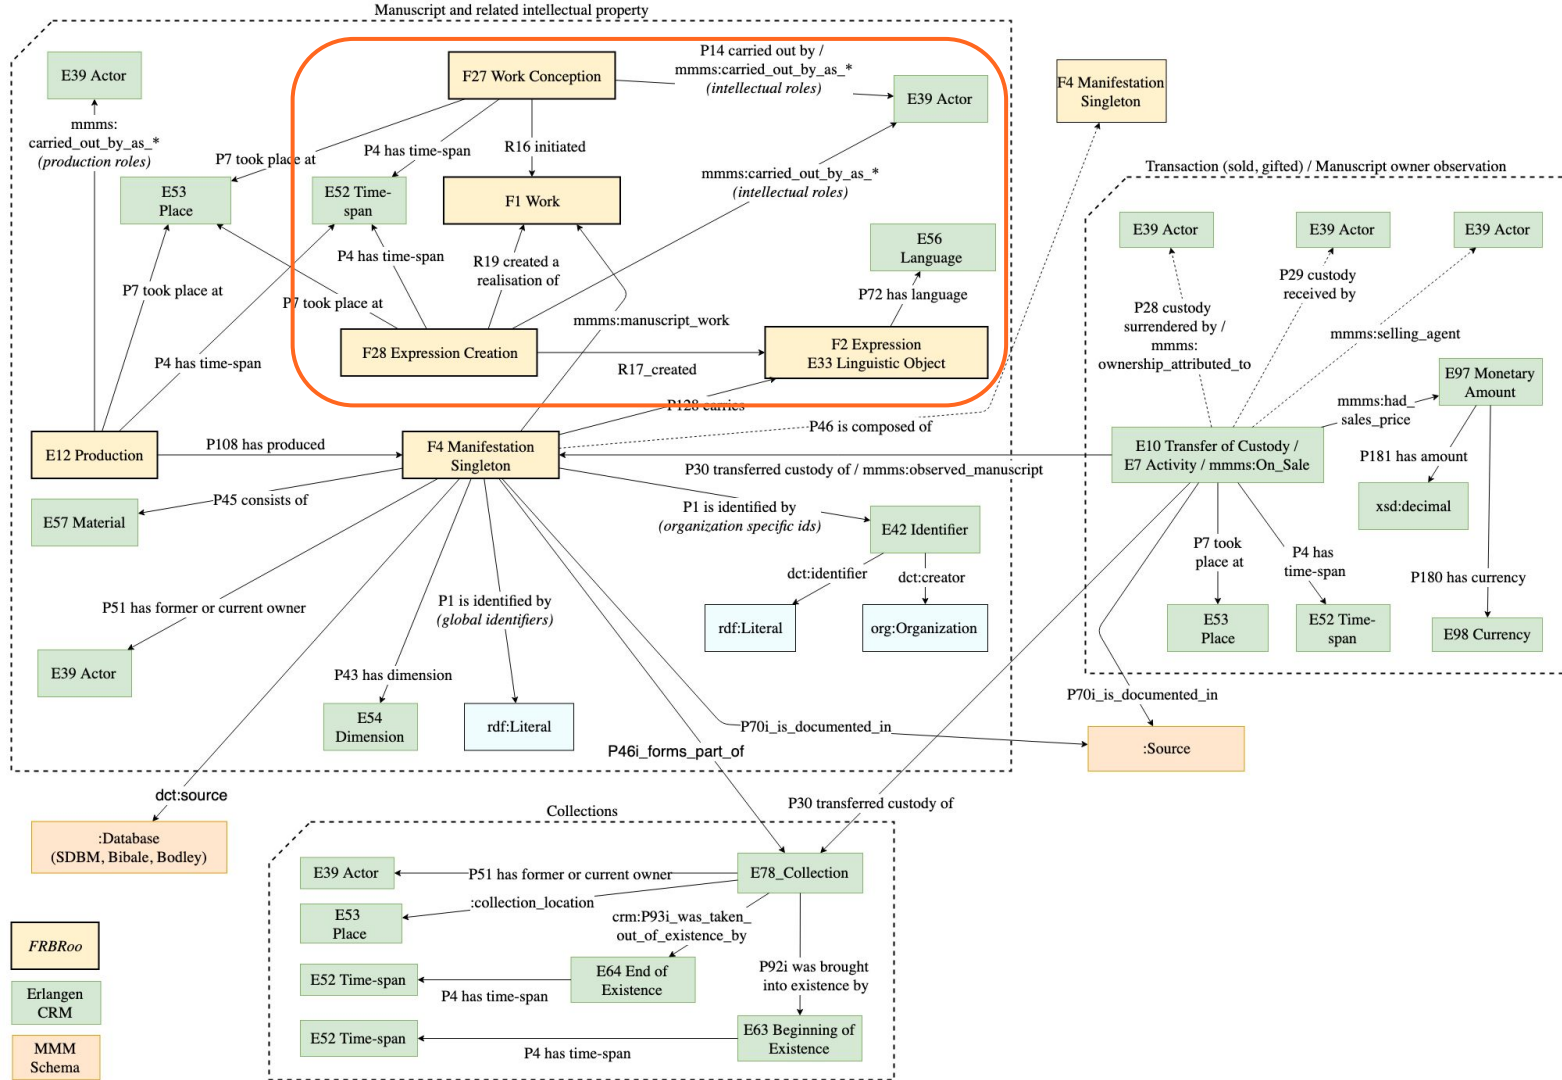 Manuscript and related intellectual property
E39 Actor
mmms:
carried_out_by_as_*
(production roles)
F27 Work Conception
P14 carried out by /
mmms:carried_out_by_as_*
(intellectual roles)
E39 Actor
F4 Manifestation
Singleton
P7 took place at
P4 has time-span
R16 initiated
E53
Place
E52 Time-
span
F1 Work
mmms:carried_out_by_as_*
(intellectual roles)
P4 has time-span
R19 created a
realisation of
E56
Language
P72 has language
P7 took place at
P7 took place at
mmms:manuscript_work
F28 Expression Creation
R17_created
F2 Expression
E33 Linguistic Object
P4 has time-span
P128 carries
P46 is composed of
E12 Production
P108 has produced
F4 Manifestation
Singleton
P30 transferred custody of / mmms:observed_manuscript
P45 consists of
E57 Material
P1 is identified by
(organization specific ids)
E42 Identifier
dct:identifier
dct:creator
rdf:Literal
org:Organization
P51 has former or current owner
E39 Actor
P1 is identified by
(global identifiers)
P43 has dimension
E54
Dimension
rdf:Literal
P70i_is_documented_in
P46i_forms_part_of
dct:source
:Database
(SDBM, Bibale, Bodley)
Transaction (sold, gifted) / Manuscript owner observation
E39 Actor
E39 Actor
E39 Actor
P28 custody
surrendered by /
mmms:
ownership_attributed_to
P29 custody
received by
mmms:selling_agent
E97 Monetary
Amount
mmms:had_
sales_price
E10 Transfer of Custody /
E7 Activity / mmms:On_Sale
P181 has amount
xsd:decimal
P7 took
place at
P4 has
time-span
P180 has currency
E53
Place
E52 Time-
span
E98 Currency
P70i_is_documented_in
:Source
P30 transferred custody of
Collections
E39 Actor
P51 has former or current owner
E78_Collection
:collection_location
E53
Place
crm:P93i_was_taken_
out_of_existence_by
E52 Time-span
P4 has time-span
E64 End of
Existence
P92i was brought
into existence by
E52 Time-span
P4 has time-span
E63 Beginning of
Existence
FRBRoo
Erlangen
CRM
MMM
Schema